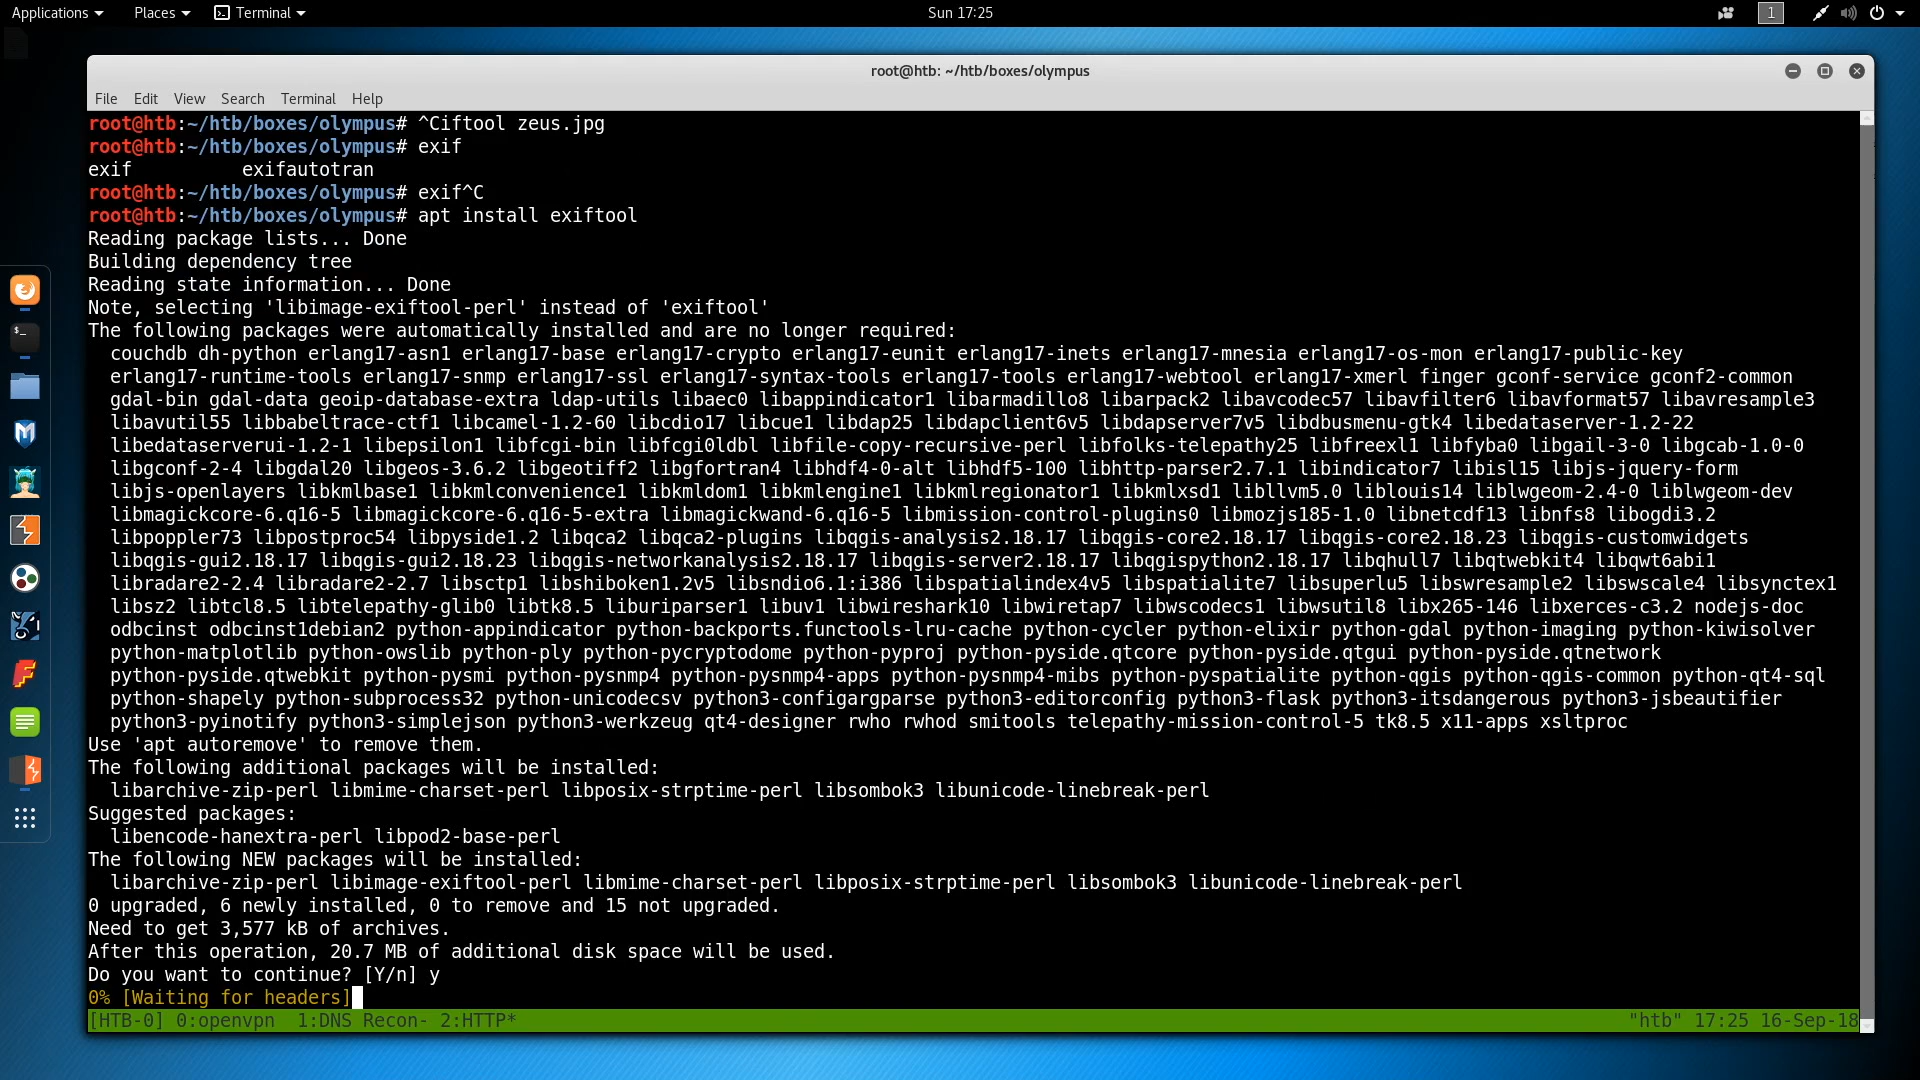 Applications Places Terminal Sun 17:25 1
root@htb: ~/htb/boxes/olympus
File Edit View Search Terminal Help
root@htb:~/htb/boxes/olympus# ^Ciftool zeus.jpg
root@htb:~/htb/boxes/olympus# exif
exif          exifautotran
root@htb:~/htb/boxes/olympus# exif^C
root@htb:~/htb/boxes/olympus# apt install exiftool
Reading package lists... Done
Building dependency tree
Reading state information... Done
Note, selecting 'libimage-exiftool-perl' instead of 'exiftool'
The following packages were automatically installed and are no longer required:
  couchdb dh-python erlang17-asn1 erlang17-base erlang17-crypto erlang17-eunit erlang17-inets erlang17-mnesia erlang17-os-mon erlang17-public-key
  erlang17-runtime-tools erlang17-snmp erlang17-ssl erlang17-syntax-tools erlang17-tools erlang17-webtool erlang17-xmerl finger gconf-service gconf2-common
  gdal-bin gdal-data geoip-database-extra ldap-utils libaec0 libappindicator1 libarmadillo8 libarpack2 libavcodec57 libavfilter6 libavformat57 libavresample3
  libavutil55 libbabeltrace-ctf1 libcamel-1.2-60 libcdio17 libcue1 libdap25 libdapclient6v5 libdapserver7v5 libdbusmenu-gtk4 libedataserver-1.2-22
  libedataserverui-1.2-1 libepsilon1 libfcgi-bin libfcgi0ldbl libfile-copy-recursive-perl libfolks-telepathy25 libfreexl1 libfyba0 libgail-3-0 libgcab-1.0-0
  libgconf-2-4 libgdal20 libgeos-3.6.2 libgeotiff2 libgfortran4 libhdf4-0-alt libhdf5-100 libhttp-parser2.7.1 libindicator7 libisl15 libjs-jquery-form
  libjs-openlayers libkmlbase1 libkmlconvenience1 libkmldom1 libkmlengine1 libkmlregionator1 libkmlxsd1 libllvm5.0 liblouis14 liblwgeom-2.4-0 liblwgeom-dev
  libmagickcore-6.q16-5 libmagickcore-6.q16-5-extra libmagickwand-6.q16-5 libmission-control-plugins0 libmozjs185-1.0 libnetcdf13 libnfs8 libogdi3.2
  libpoppler73 libpostproc54 libpyside1.2 libqca2 libqca2-plugins libqgis-analysis2.18.17 libqgis-core2.18.17 libqgis-core2.18.23 libqgis-customwidgets
  libqgis-gui2.18.17 libqgis-gui2.18.23 libqgis-networkanalysis2.18.17 libqgis-server2.18.17 libqgispython2.18.17 libqhull7 libqtwebkit4 libqwt6abi1
  libradare2-2.4 libradare2-2.7 libsctp1 libshiboken1.2v5 libsndio6.1:i386 libspatialindex4v5 libspatialite7 libsuperlu5 libswresample2 libswscale4 libsynctex1
  libsz2 libtcl8.5 libtelepathy-glib0 libtk8.5 liburiparser1 libuv1 libwireshark10 libwiretap7 libwscodecs1 libwsutil8 libx265-146 libxerces-c3.2 nodejs-doc
  odbcinst odbcinst1debian2 python-appindicator python-backports.functools-lru-cache python-cycler python-elixir python-gdal python-imaging python-kiwisolver
  python-matplotlib python-owslib python-ply python-pycryptodome python-pyproj python-pyside.qtcore python-pyside.qtgui python-pyside.qtnetwork
  python-pyside.qtwebkit python-pysmi python-pysnmp4 python-pysnmp4-apps python-pysnmp4-mibs python-pyspatialite python-qgis python-qgis-common python-qt4-sql
  python-shapely python-subprocess32 python-unicodecsv python3-configargparse python3-editorconfig python3-flask python3-itsdangerous python3-jsbeautifier
  python3-pyinotify python3-simplejson python3-werkzeug qt4-designer rwho rwhod smitools telepathy-mission-control-5 tk8.5 x11-apps xsltproc
Use 'apt autoremove' to remove them.
The following additional packages will be installed:
  libarchive-zip-perl libmime-charset-perl libposix-strptime-perl libsombok3 libunicode-linebreak-perl
Suggested packages:
  libencode-hanextra-perl libpod2-base-perl
The following NEW packages will be installed:
  libarchive-zip-perl libimage-exiftool-perl libmime-charset-perl libposix-strptime-perl libsombok3 libunicode-linebreak-perl
0 upgraded, 6 newly installed, 0 to remove and 15 not upgraded.
Need to get 3,577 kB of archives.
After this operation, 20.7 MB of additional disk space will be used.
Do you want to continue? [Y/n] y
0% [Waiting for headers]
[HTB-0] 0:openvpn  1:DNS Recon- 2:HTTP* "htb" 17:25 16-Sep-18